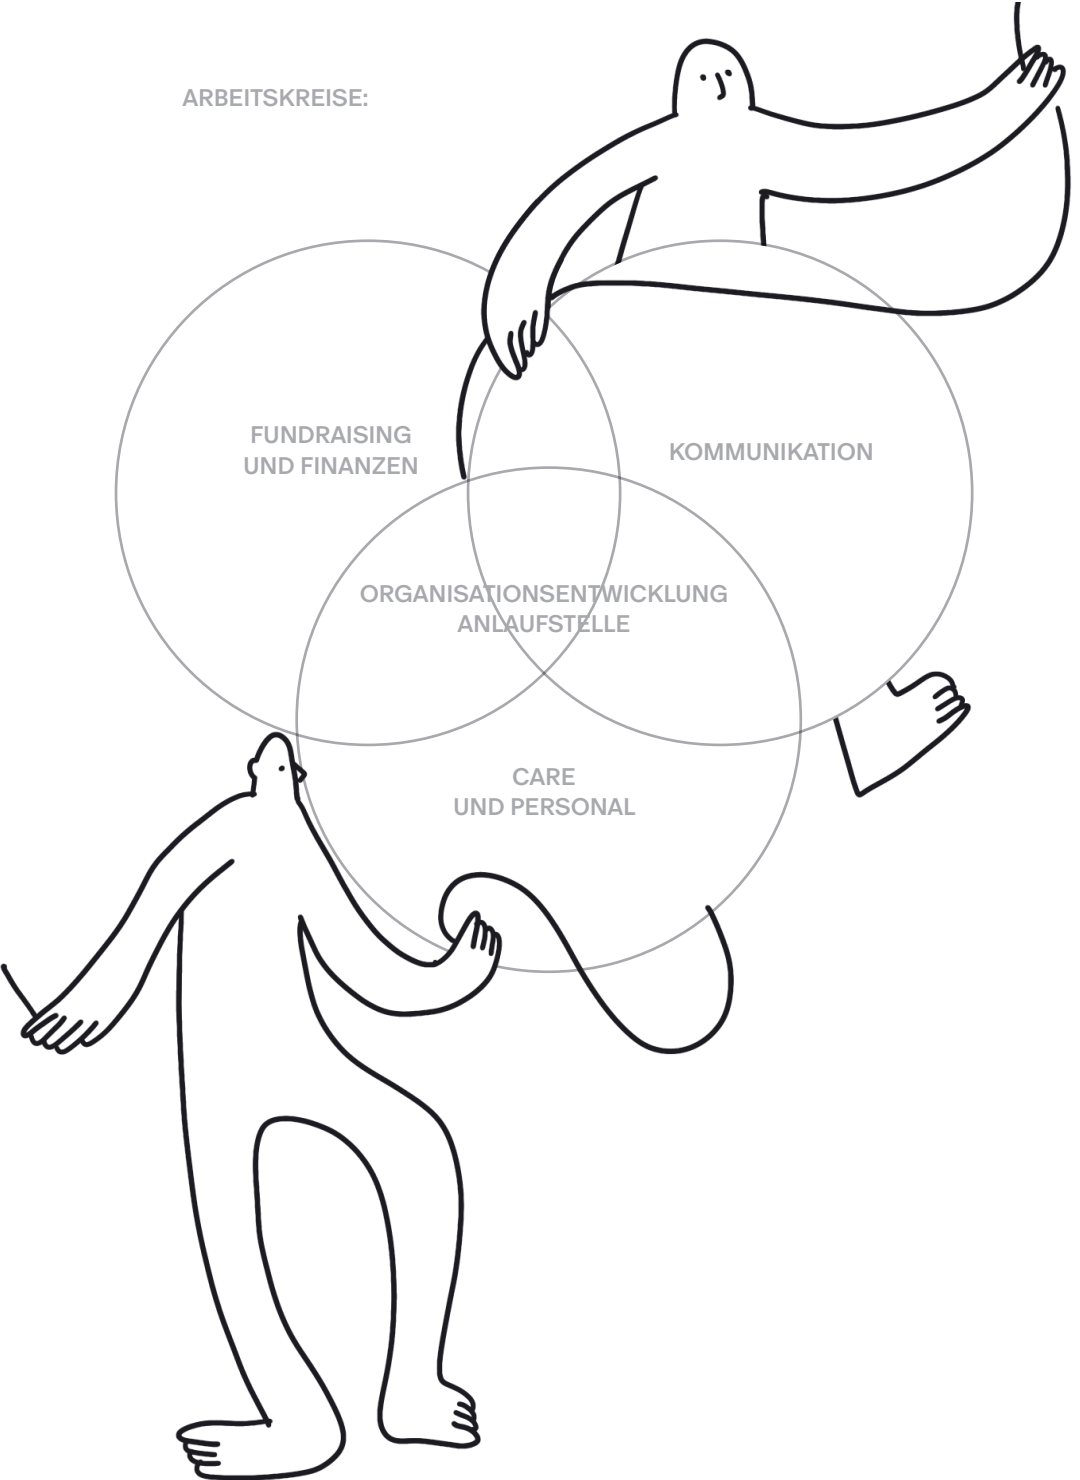 ARBEITSKREISE:
FUNDRAISING
UND FINANZEN
KOMMUNIKATION
ORGANISATIONSENTWICKLUNG
ANLAUFSTELLE
CARE
UND PERSONAL